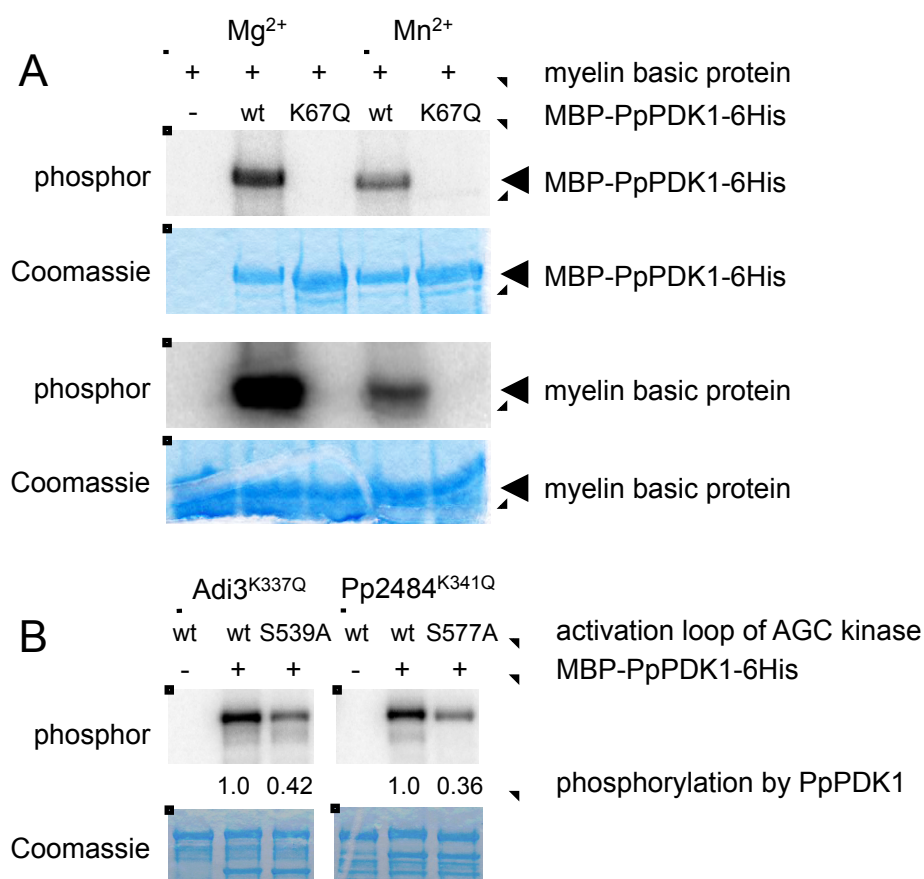 Mg2+ Mn2+
A
+ + + + + myelin basic protein
- wt K67Q wt K67Q MBP-PpPDK1-6His
phosphor MBP-PpPDK1-6His
Coomassie MBP-PpPDK1-6His
phosphor myelin basic protein
Coomassie myelin basic protein
Adi3K337Q Pp2484K341Q
B
wt wt S539A wt wt S577A activation loop of AGC kinase
- + + - + + MBP-PpPDK1-6His
phosphor
1.0 0.42 1.0 0.36 phosphorylation by PpPDK1
Coomassie